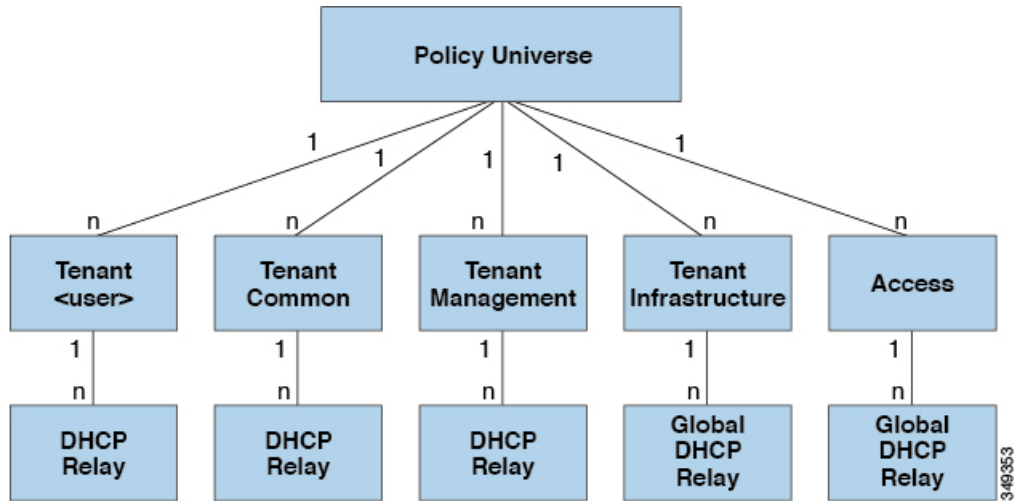 Policy Universe
1
1
1
1
1
n
n
n
n
n
Tenant
<user>
Tenant
Common
Tenant
Management
Tenant
Infrastructure
Access
1
1
1
1
1
n
n
n
n
n
DHCP
Relay
DHCP
Relay
DHCP
Relay
Global
DHCP
Relay
Global
DHCP
Relay
349353